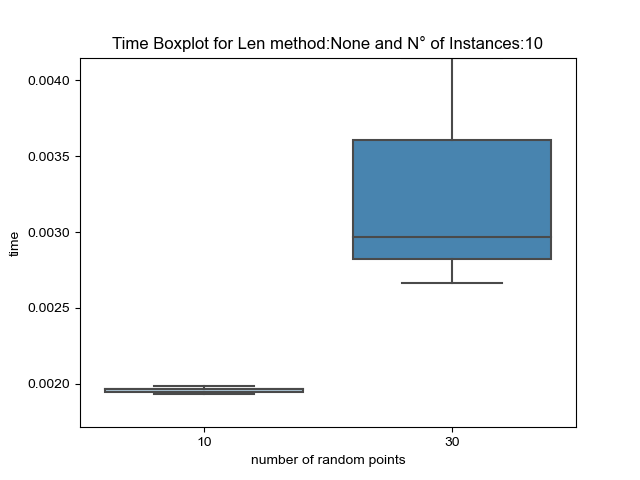 Time Boxplot for Len method:None and N° of Instances:10
0.0040
0.0035
0.0030
0.0025
0.0020
time
10 30
number of random points